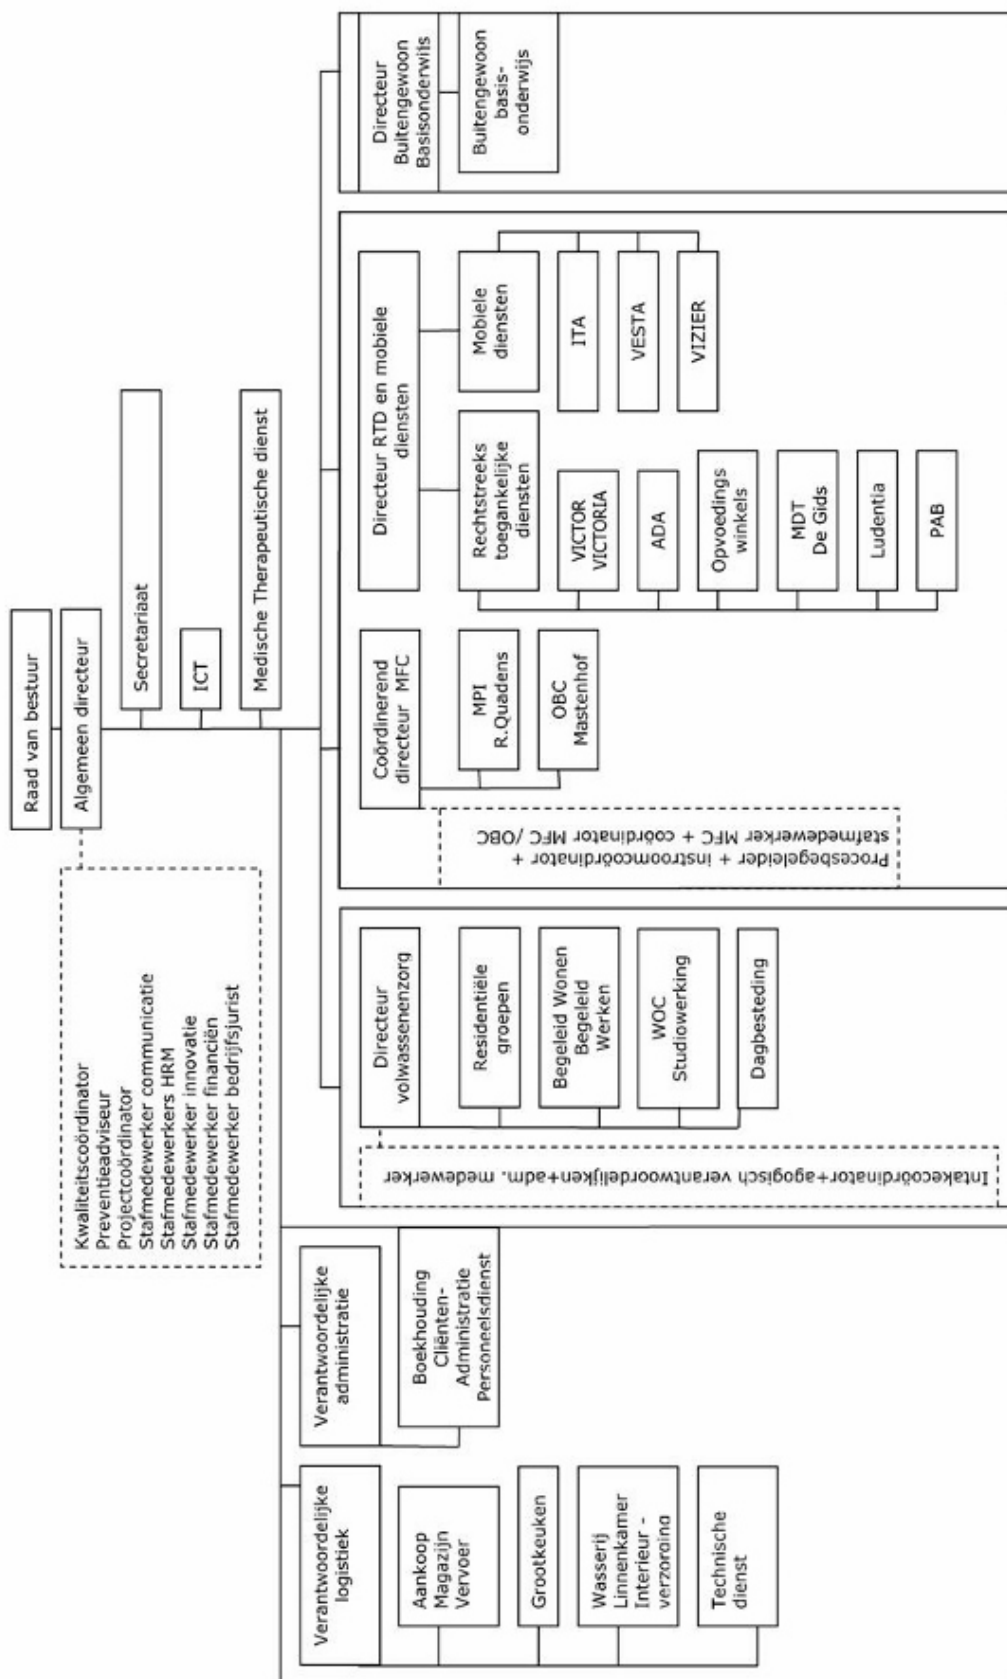 Raad van bestuur
Algemeen directeur
Kwaliteitscoördinator
Preventieadviseur
Projectcoördinator
Stafmedewerker communicatie
Stafmedewerkers HRM
Stafmedewerker innovatie
Stafmedewerker financiën
Stafmedewerker bedrijfsjurist
Secretariaat
ICT
Medische Therapeutische dienst
Verantwoordelijke
logistiek
Aankoop
Magazijn
Vervoer
Grootkeuken
Wasserij
Linnenkamer
Interieur -
verzorging
Technische
dienst
Verantwoordelijke
administratie
Boekhouding
Cliënten-
Administratie
Personeelsdienst
Directeur
volwassenenzorg
Intakecoördinator+agogisch verantwoordelijken+adm. medewerker
Residentiële
groepen
Begeleid Wonen
Begeleid
Werken
WOC
Studiowerking
Dagbesteding
Coördinerend
directeur MFC
Procesbegeleider + instroomcoördinator +
stafmedewerker MFC + coördinator MFC /OBC
MPI
R.Quadens
OBC
Mastenhof
Directeur RTD en mobiele
diensten
Rechtstreeks
toegankelijke
diensten
VICTOR
VICTORIA
ADA
Opvoedings
winkels
MDT
De Gids
Ludentia
PAB
Mobiele
diensten
ITA
VESTA
VIZIER
Directeur
Buitengewoon
Basisonderwijs
Buitengewoon
basis-
onderwijs